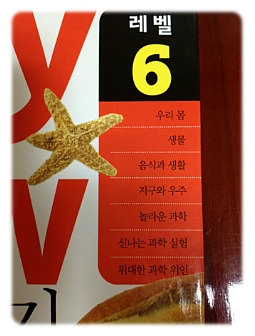 레벨
6
우리 몸
생물
음식과 생활
지구와 우주
놀라운 과학
신나는 과학 실험
위대한 과학 위인
y
v